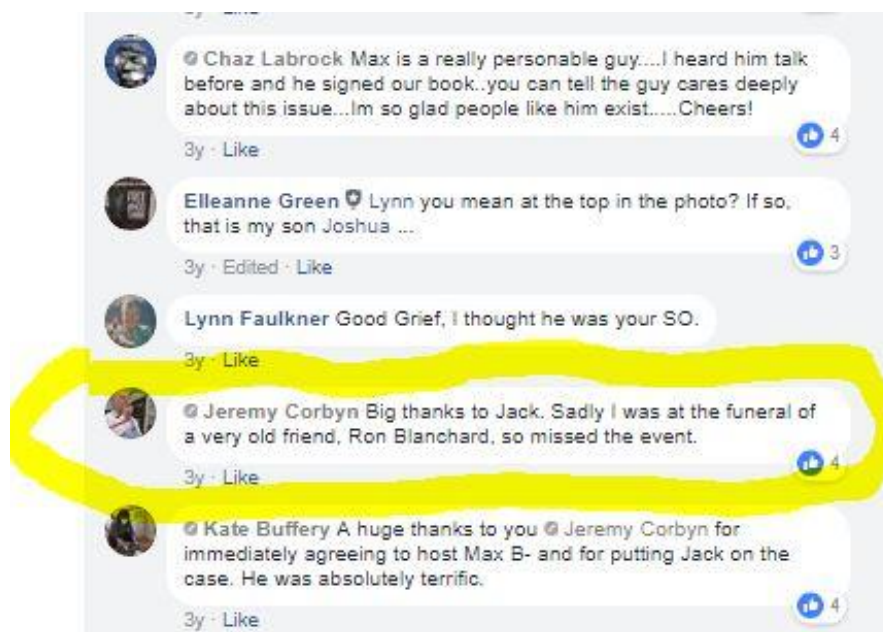 Chaz Labrock Max is a really personable guy....I heard him talk
before and he signed our book..you can tell the guy cares deeply
about this issue...Im so glad people like him exist.....Cheers!
4
3y · Like
Elleanne Green Lynn you mean at the top in the photo? If so,
that is my son Joshua ...
3
3y · Edited · Like
Lynn Faulkner Good Grief, I thought he was your SO.
3y · Like
Jeremy Corbyn Big thanks to Jack. Sadly I was at the funeral of
a very old friend, Ron Blanchard, so missed the event.
4
3y · Like
Kate Buffery A huge thanks to you Jeremy Corbyn for
immediately agreeing to host Max B- and for putting Jack on the
case. He was absolutely terrific.
4
3y · Like